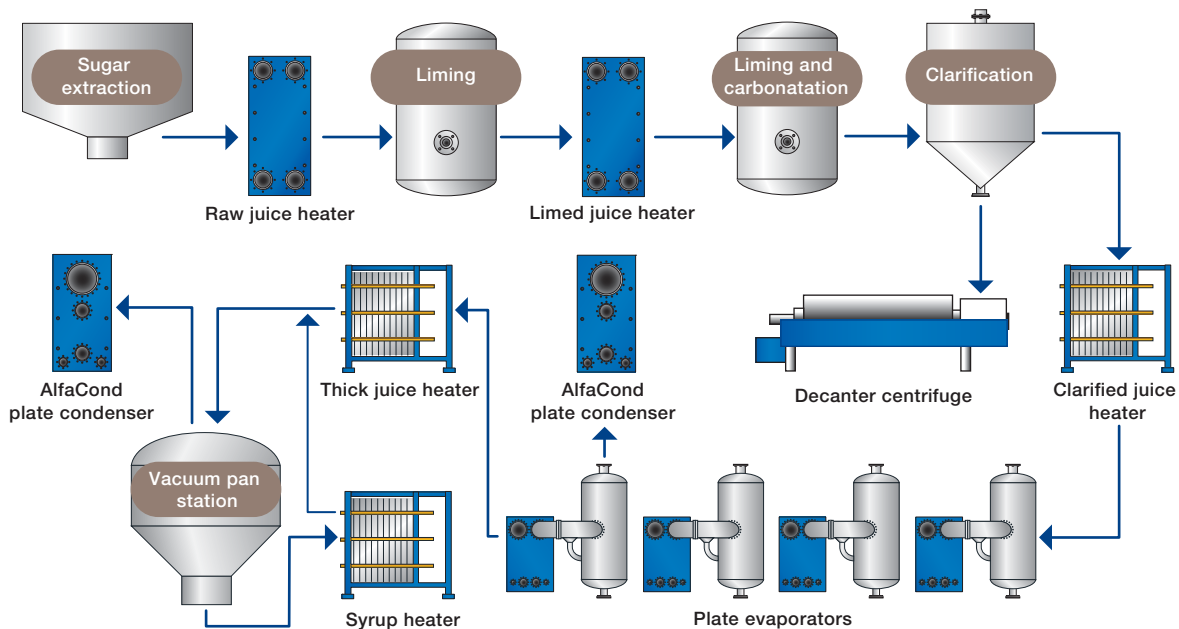 Sugar
extraction
Liming
Liming and
carbonatation
Clarification
Raw juice heater
Limed juice heater
AlfaCond
plate condenser
Thick juice heater
AlfaCond
plate condenser
Decanter centrifuge
Clarified juice
heater
Vacuum pan
station
Syrup heater
Plate evaporators